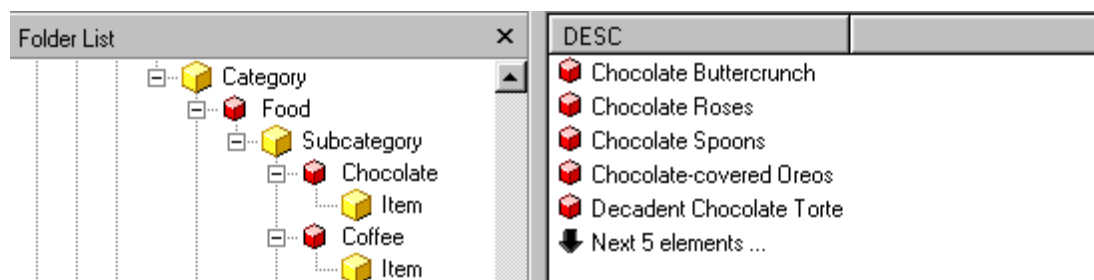 Folder List
Category
Food
Subcategory
Chocolate
Item
Coffee
Item
DESC
Chocolate Buttercrunch
Chocolate Roses
Chocolate Spoons
Chocolate-covered Oreos
Decadent Chocolate Torte
Next 5 elements ...